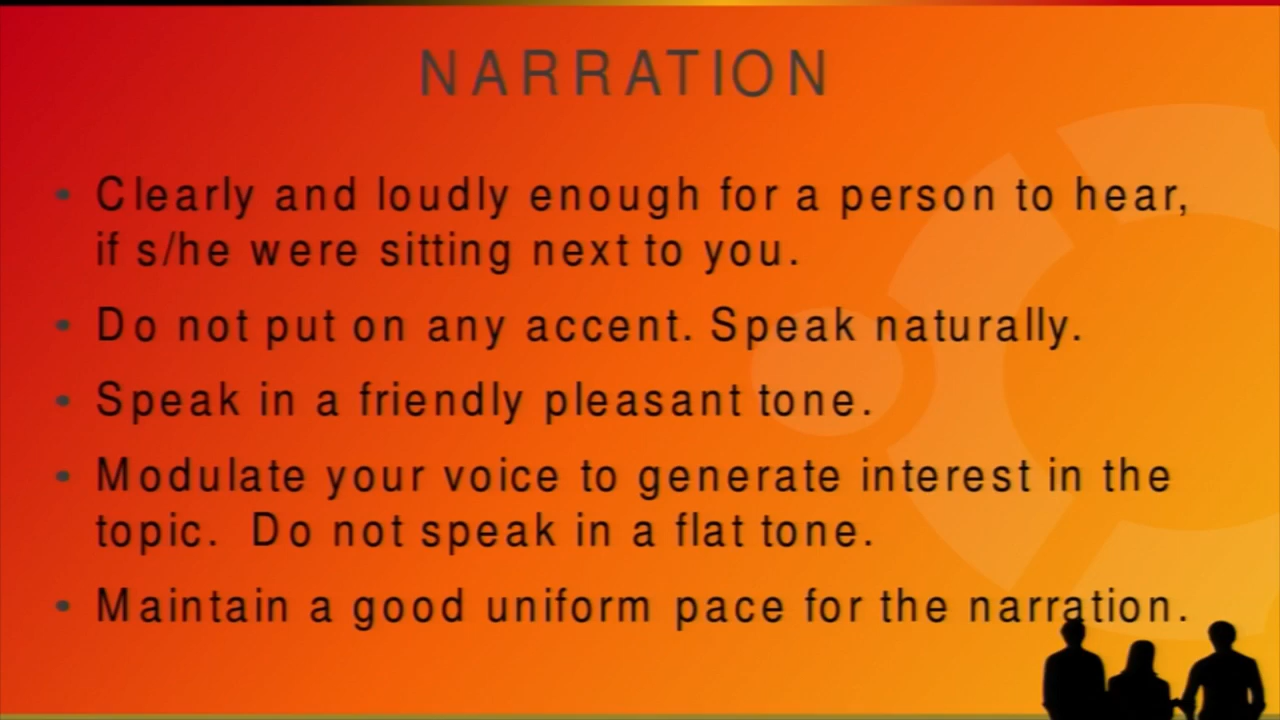 NARRATION
• Clearly and loudly enough for a person to hear,
if s/he were sitting next to you.
• Do not put on any accent. Speak naturally.
• Speak in a friendly pleasant tone.
• Modulate your voice to generate interest in the
topic.  Do not speak in a flat tone.
• Maintain a good uniform pace for the narration.